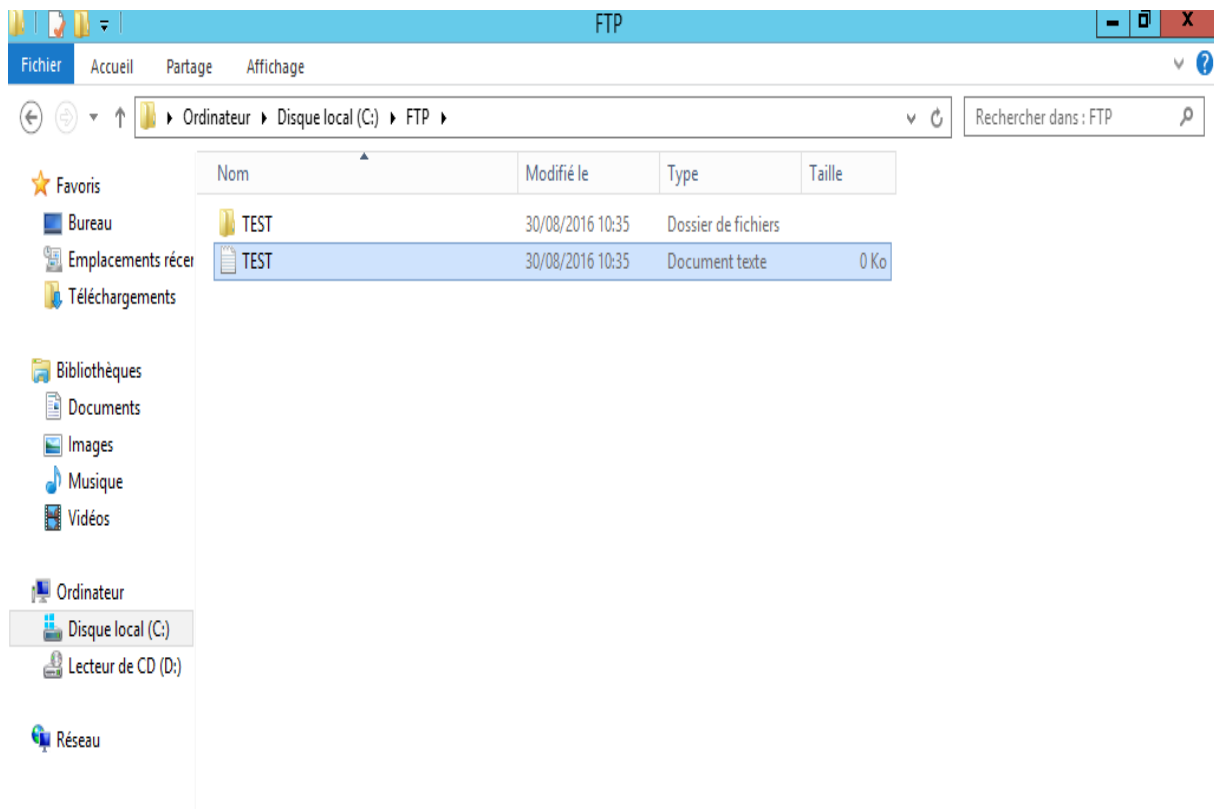 FTP
Fichier Accueil Partage Affichage
Ordinateur Disque local (C:) FTP Rechercher dans : FTP
Nom Modifié le Type Taille
TEST 30/08/2016 10:35 Dossier de fichiers
TEST 30/08/2016 10:35 Document texte 0 Ko
Favoris
Bureau
Emplacements récer
Téléchargements
Bibliothèques
Documents
Images
Musique
Vidéos
Ordinateur
Disque local (C:)
Lecteur de CD (D:)
Réseau